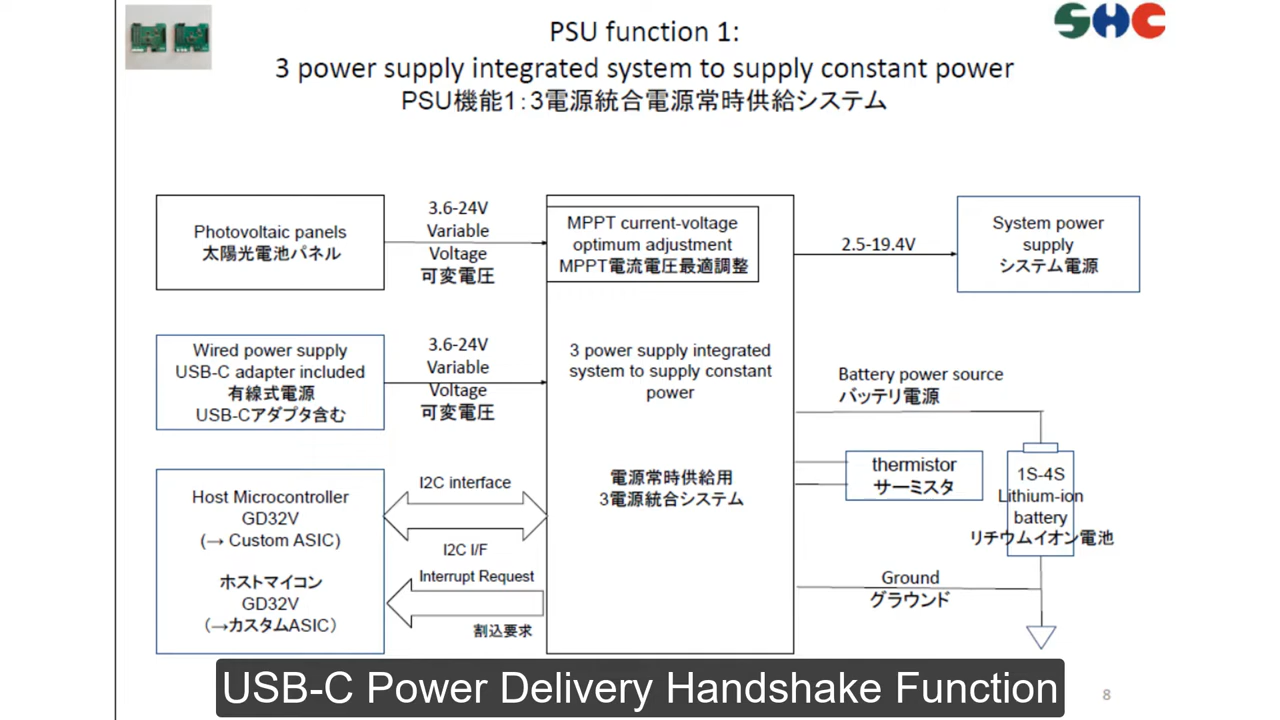 PSU function 1:
3 power supply integrated system to supply constant power
PSU機能1:3電源統合電源常時供給システム
SHC
Photovoltaic panels
太陽光電池パネル
3.6-24V
Variable
Voltage
可変電圧
MPPT current-voltage
optimum adjustment
MPPT電流電圧最適調整
2.5-19.4V
System power
supply
システム電源
Wired power supply
USB-C adapter included
有線式電源
USB-Cアダプタ含む
3.6-24V
Variable
Voltage
可変電圧
3 power supply integrated
system to supply constant
power
電源常時供給用
3電源統合システム
Battery power source
バッテリ電源
thermistor
サーミスタ
1S-4S
Lithium-ion
battery
リチウムイオン電池
Ground
グラウンド
Host Microcontroller
GD32V
(→ Custom ASIC)
ホストマイコン
GD32V
(→カスタムASIC)
I2C interface
I2C I/F
Interrupt Request
割込要求
USB-C Power Delivery Handshake Function
8